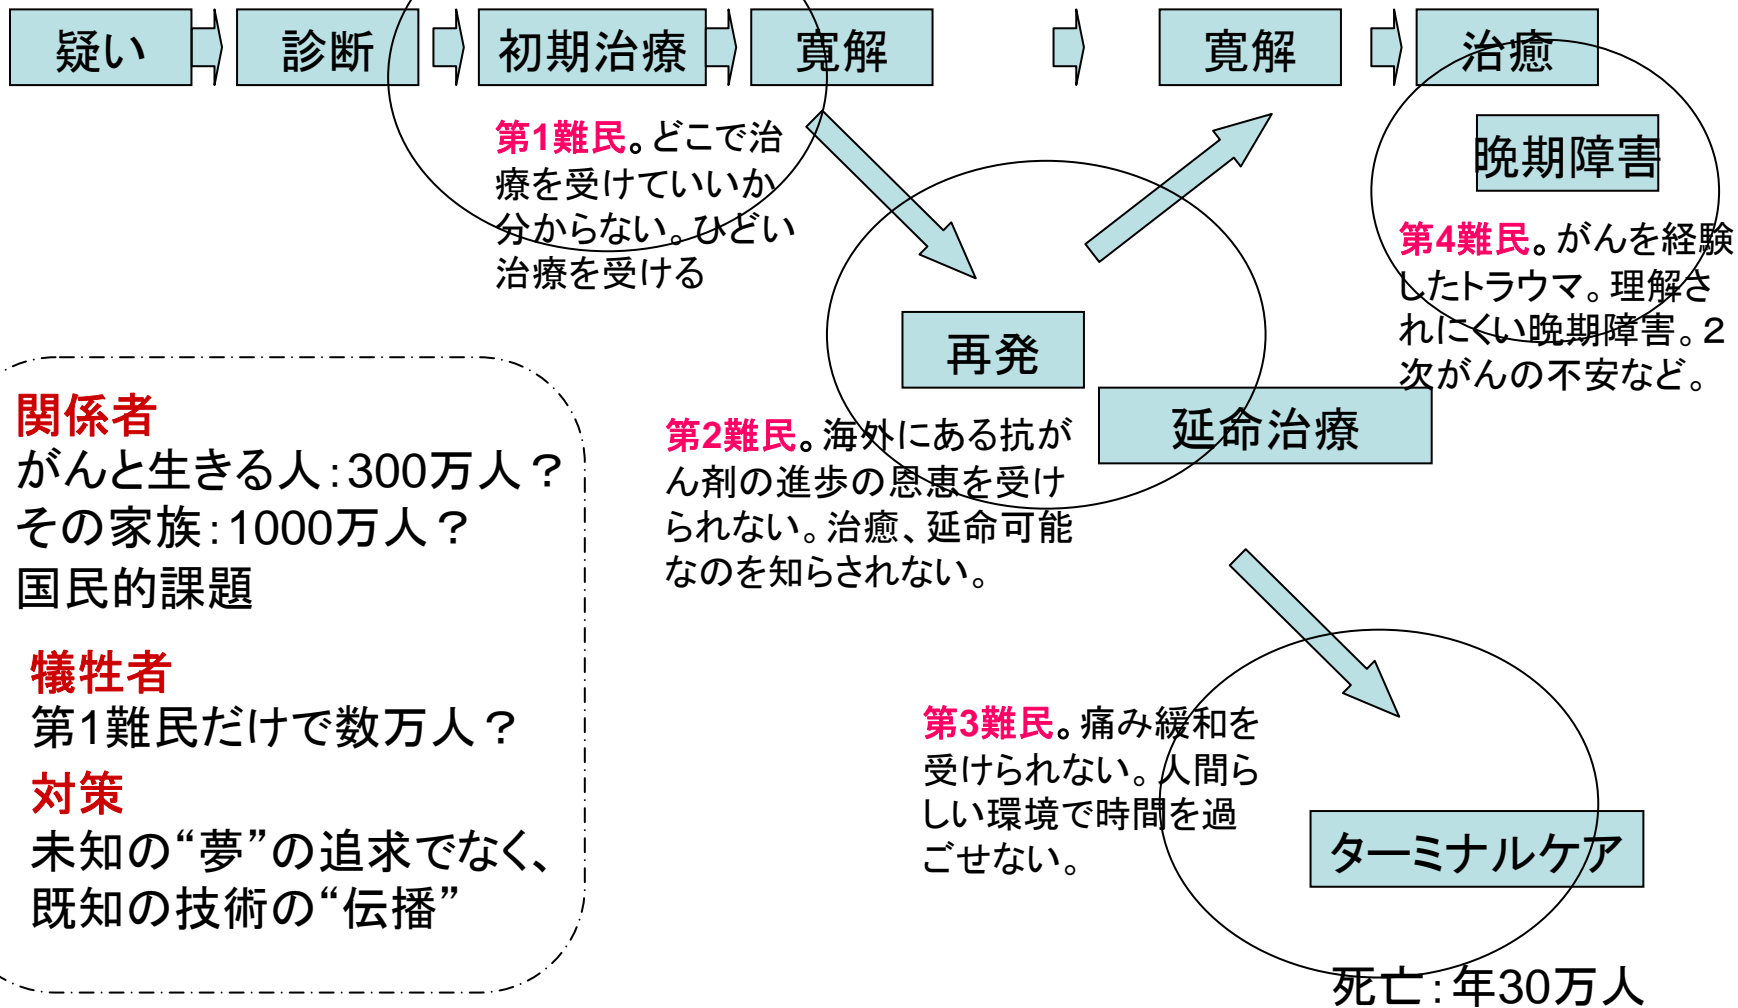 疑い
診断
初期治療
寛解
寛解
治癒
晩期障害
第1難民。どこで治
療を受けていいか
分からない。ひどい
治療を受ける
第4難民。がんを経験
したトラウマ。理解さ
れにくい晩期障害。２
次がんの不安など。
再発
延命治療
第2難民。海外にある抗が
ん剤の進歩の恩恵を受け
られない。治癒、延命可能
なのを知らされない。
関係者
がんと生きる人：300万人？
その家族：1000万人？
国民的課題
犠牲者
第1難民だけで数万人？
対策
未知の“夢”の追求でなく、
既知の技術の“伝播”
第3難民。痛み緩和を
受けられない。人間ら
しい環境で時間を過
ごせない。
ターミナルケア
死亡：年30万人